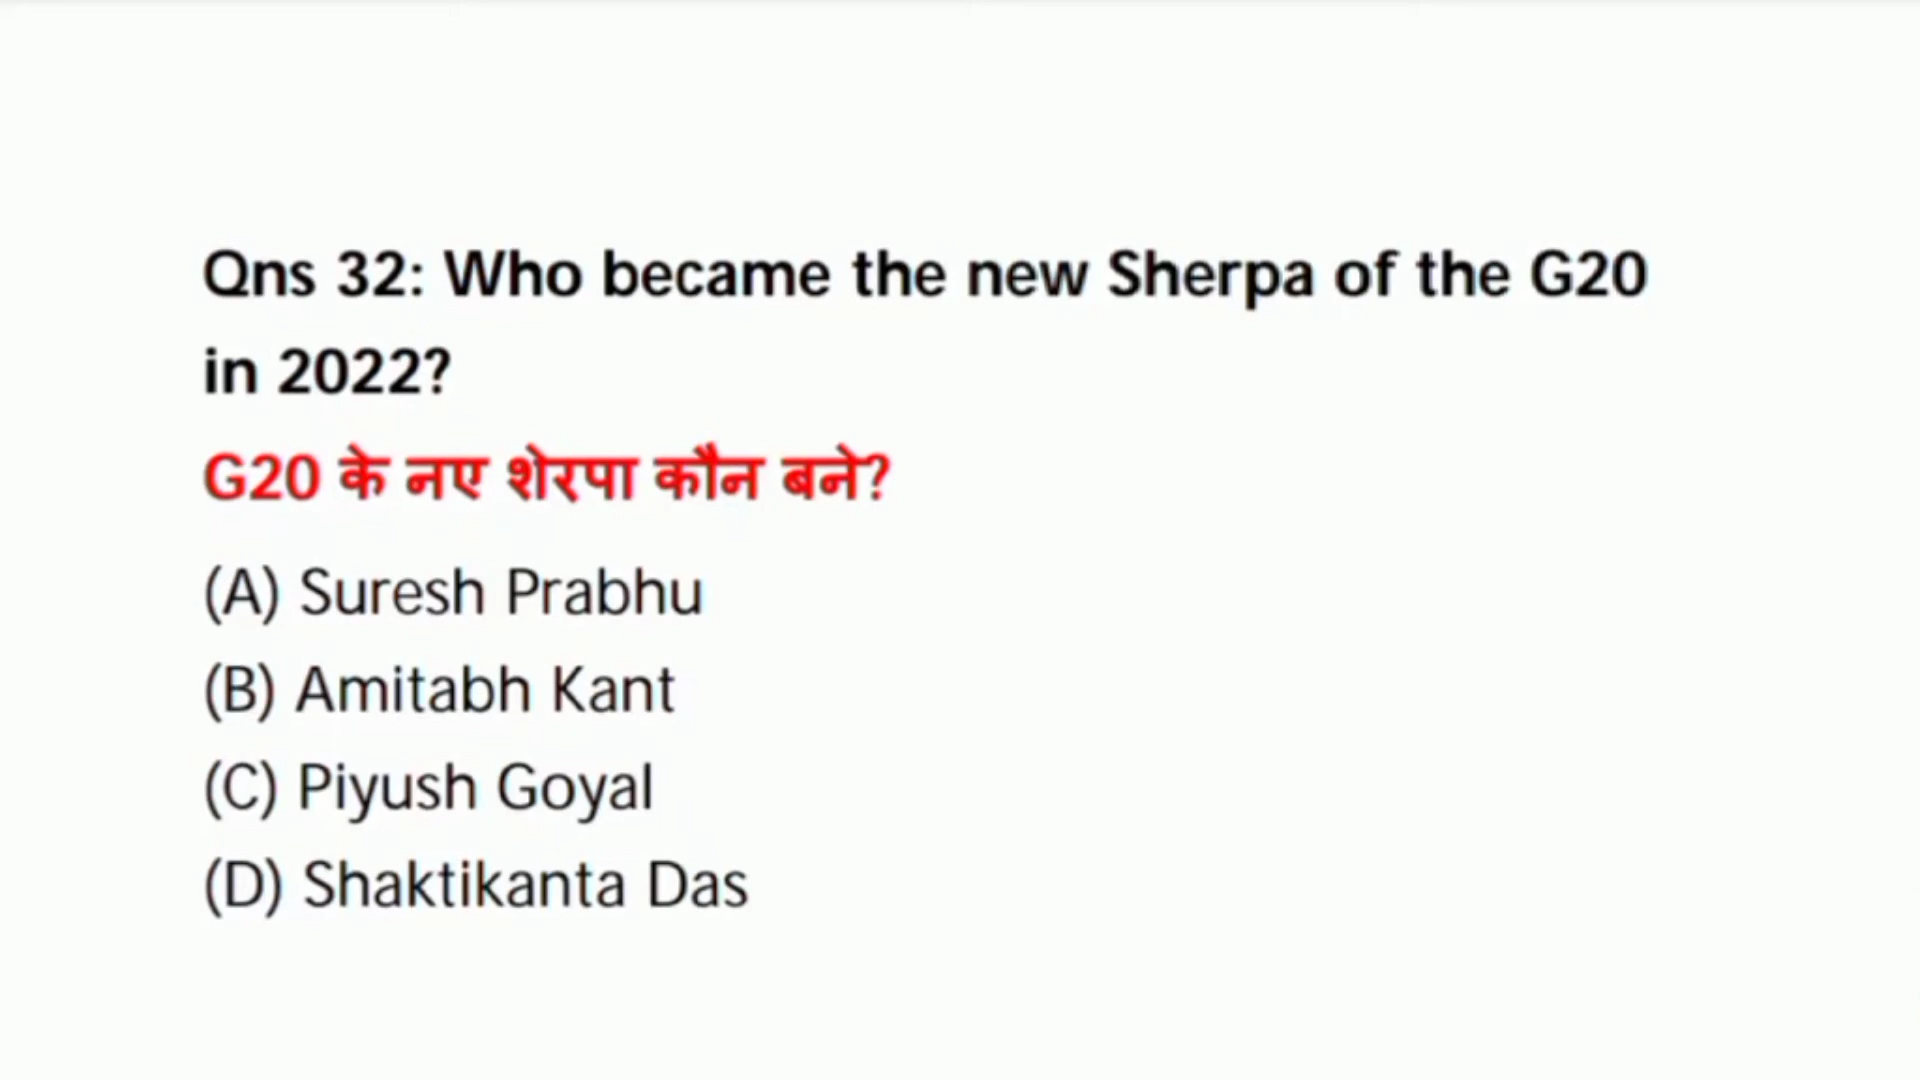 Qns 32: Who became the new Sherpa of the G20
in 2022?
G20 के नए शेरपा कौन बने?
(A) Suresh Prabhu
(B) Amitabh Kant
(C) Piyush Goyal
(D) Shaktikanta Das